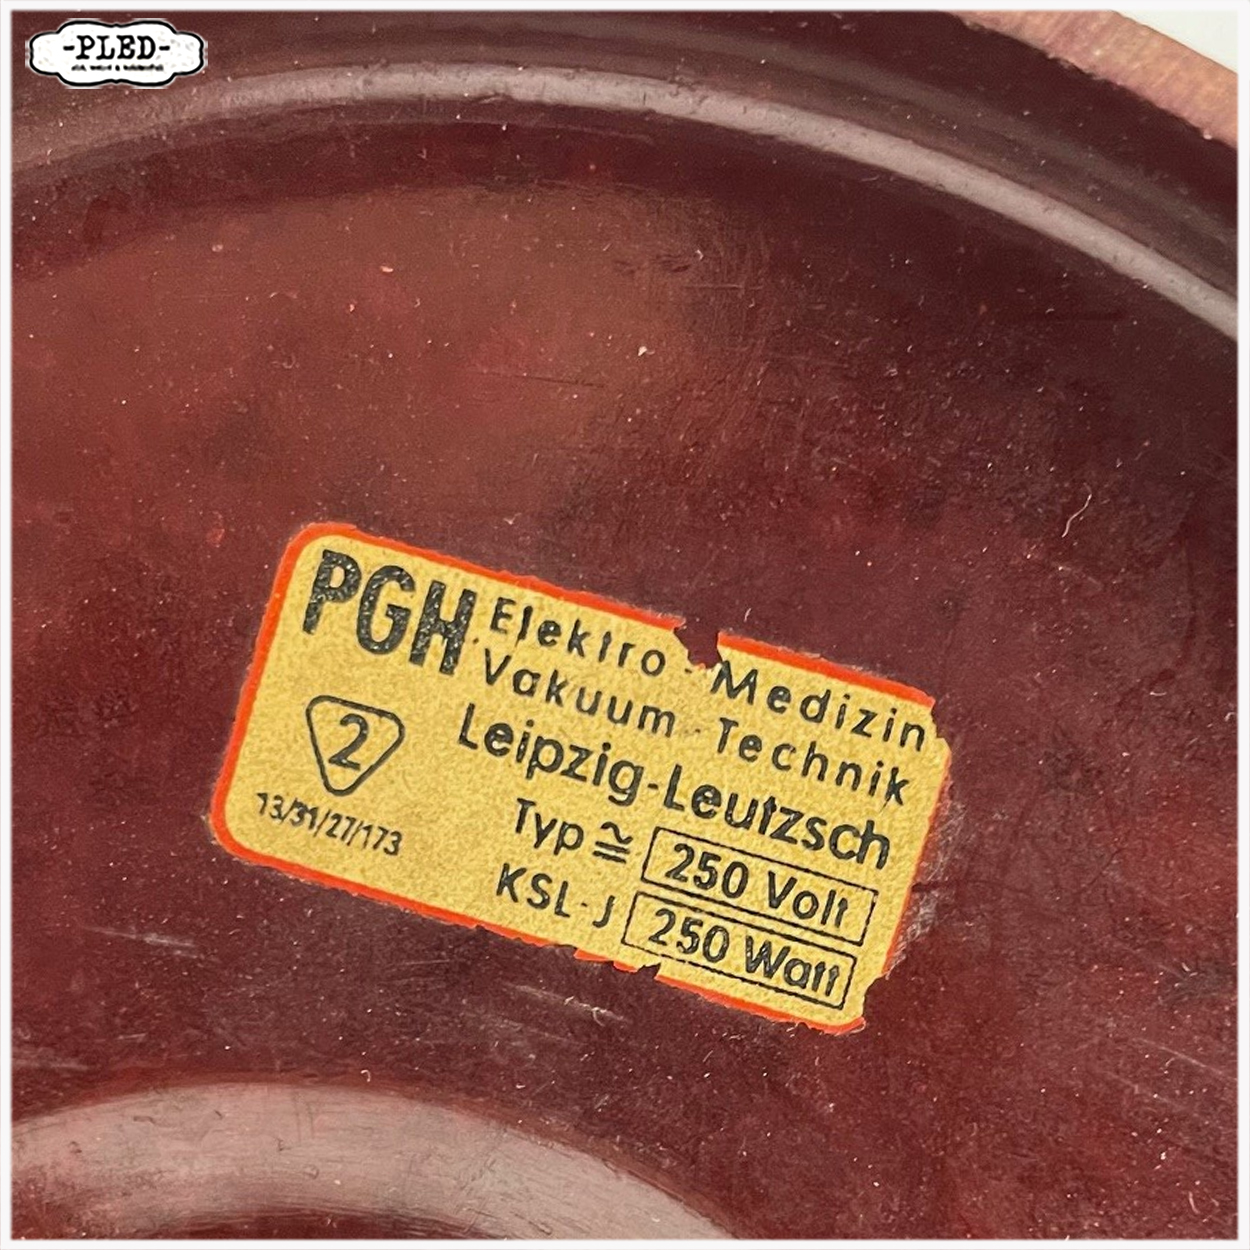 -PLED-
PGH Elektro - Medizin
Vakuum - Technik
Leipzig-Leutzsch
2
13/31/27/173
Typ ≅ 250 Volt
KSL-J 250 Watt